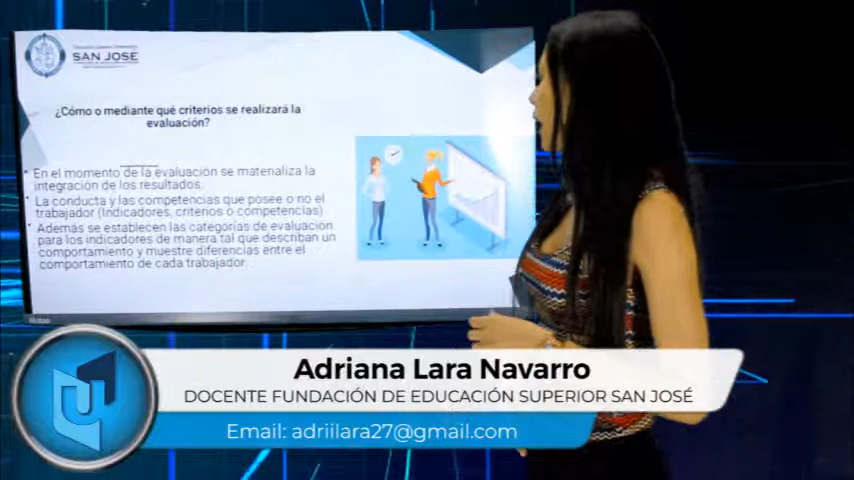 SAN JOSÉ
¿Cómo o mediante qué criterios se realizará la
evaluación?
En el momento de la evaluación se materializa la
integración de los resultados.
La conducta y las competencias que posee o no el
trabajador (Indicadores, criterios o competencias)
Además se establecen las categorías de evaluación
para los indicadores de manera tal que describan un
comportamiento y muestre diferencias entre el
comportamiento de cada trabajador.
Adriana Lara Navarro
DOCENTE FUNDACIÓN DE EDUCACIÓN SUPERIOR SAN JOSÉ
Email: adriilara27@gmail.com